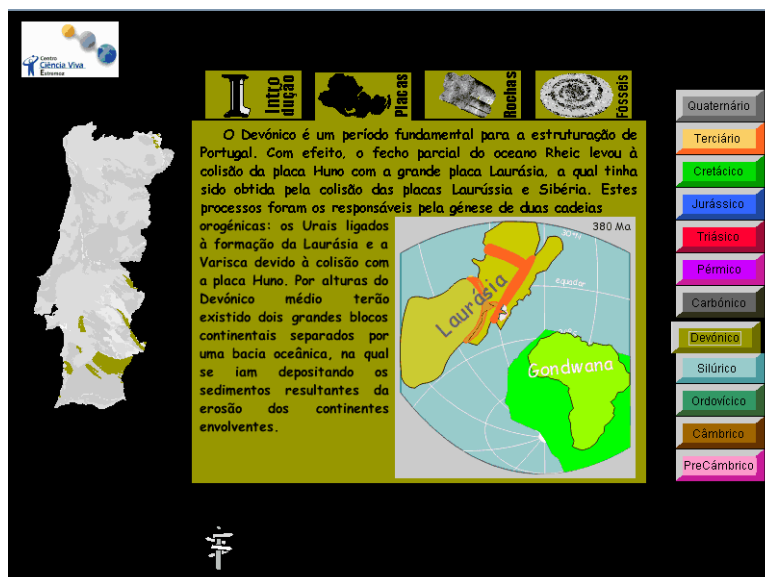 Centro
Ciência Viva
Estremoz
Intro
dução
Placas
Rochas
Fósseis
O Devónico é um período fundamental para a estruturação de
Portugal. Com efeito, o fecho parcial do oceano Rheic levou à
colisão da placa Huno com a grande placa Laurásia, a qual tinha
sido obtida pela colisão das placas Laurússia e Sibéria. Estes
processos foram os responsáveis pela génese de duas cadeias
orogénicas: os Urais ligados
à formação da Laurásia e a
Varisca devido à colisão com
a placa Huno. Por alturas do
Devónico médio terão
existido dois grandes blocos
continentais separados por
uma bacia oceânica, na qual
se iam depositando os
sedimentos resultantes da
erosão dos continentes
envolventes.
380 Ma
equador
Laurásia
Gondwana
Quaternário
Terciário
Cretácico
Jurássico
Triásico
Pérmico
Carbónico
Devónico
Silúrico
Ordovícico
Câmbrico
PreCámbrico